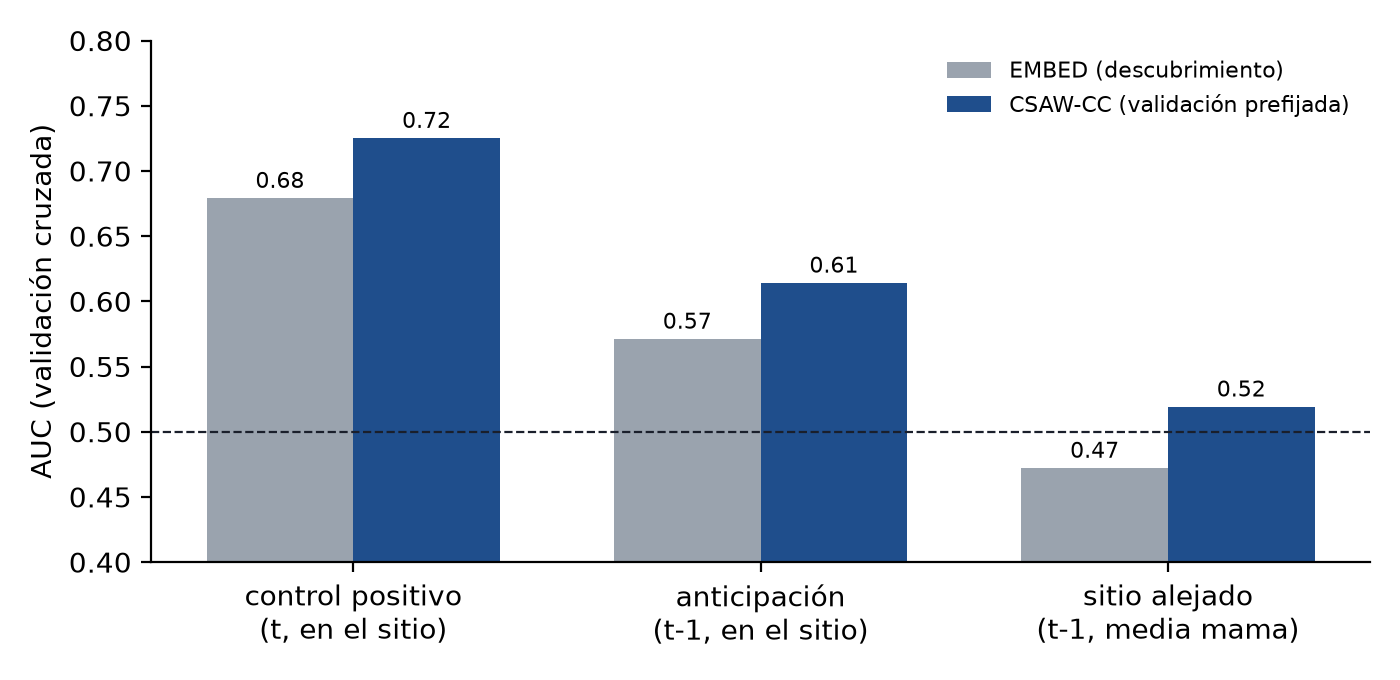 AUC (validación cruzada)
0.80
0.75
0.70
0.65
0.60
0.55
0.50
0.45
0.40
EMBED (descubrimiento)
CSAW-CC (validación prefijada)
0.68
0.72
0.57
0.61
0.47
0.52
control positivo
(t, en el sitio)
anticipación
(t-1, en el sitio)
sitio alejado
(t-1, media mama)